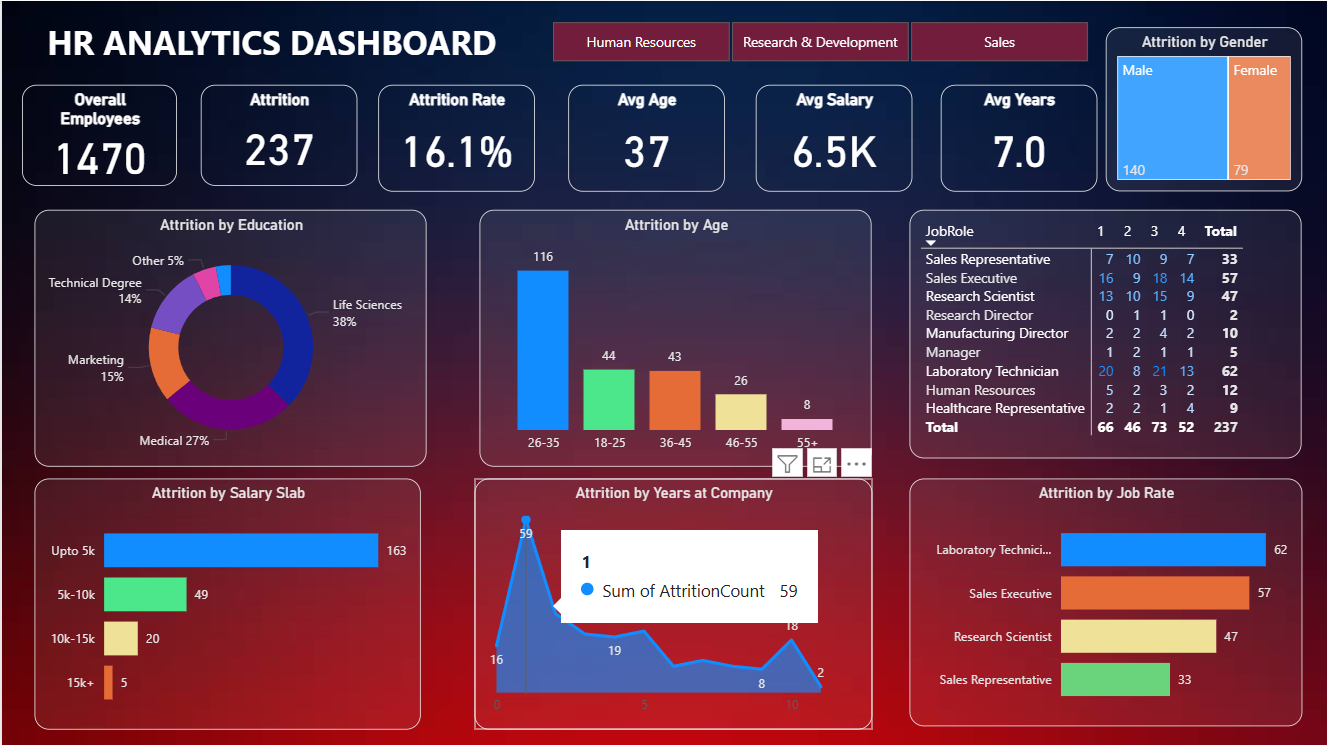 HR ANALYTICS DASHBOARD
Human Resources
Research & Development
Sales
Attrition by Gender
Male
Female
140
79
Overall
Employees
1470
Attrition
237
Attrition Rate
16.1%
Avg Age
37
Avg Salary
6.5K
Avg Years
7.0
Attrition by Education
Other 5%
Technical Degree
14%
Life Sciences
38%
Marketing
15%
Medical 27%
Attrition by Age
116
44
43
26
8
26-35 18-25 36-45 46-55 55+
JobRole 1 2 3 4 Total
Sales Representative 7 10 9 7 33
Sales Executive 16 9 18 14 57
Research Scientist 13 10 15 9 47
Research Director 0 1 1 0 2
Manufacturing Director 2 2 4 2 10
Manager 1 2 1 1 5
Laboratory Technician 20 8 21 13 62
Human Resources 5 2 3 2 12
Healthcare Representative 2 2 1 4 9
Total 66 46 73 52 237
Attrition by Salary Slab
Upto 5k 163
5k-10k 49
10k-15k 20
15k+ 5
Attrition by Years at Company
59
1
Sum of AttritionCount 59
18
16
19
8
2
0 5 10
Attrition by Job Rate
Laboratory Technici... 62
Sales Executive 57
Research Scientist 47
Sales Representative 33